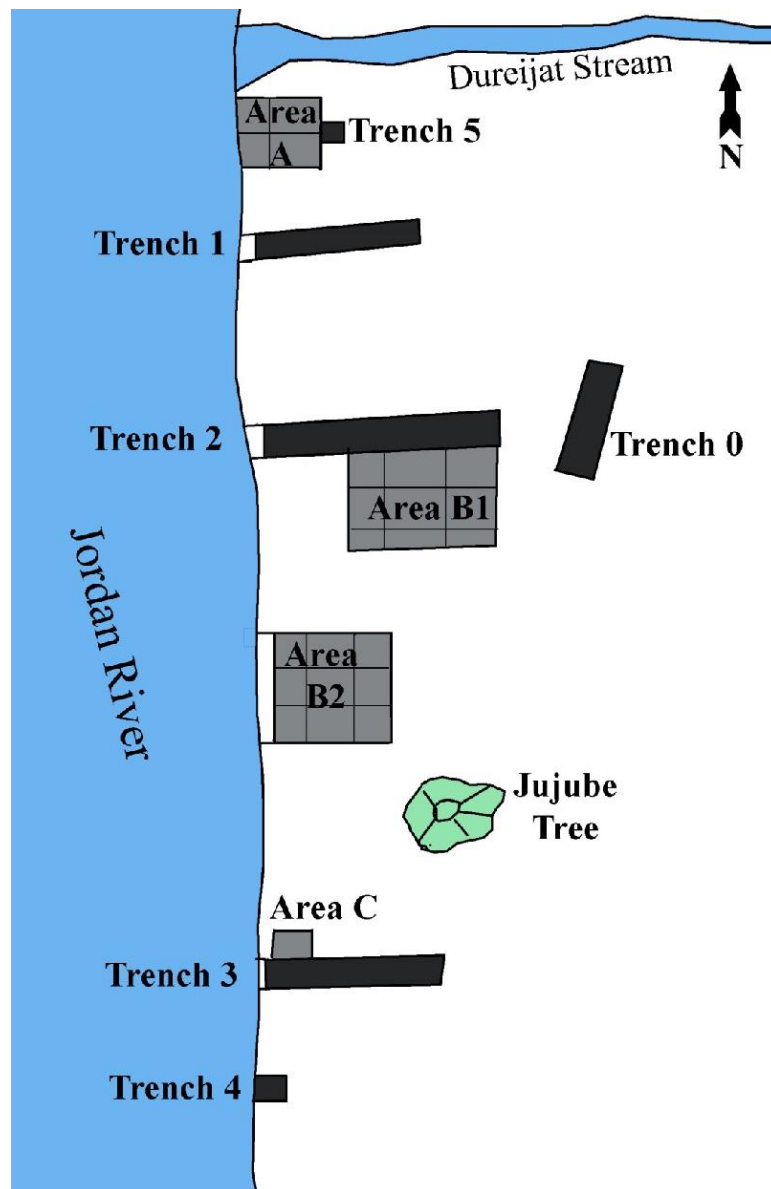 Dureijat Stream
Area
A
Trench 5
N
Trench 1
Trench 2
Trench 0
Area B1
Jordan River
Area
B2
Jujube
Tree
Area C
Trench 3
Trench 4